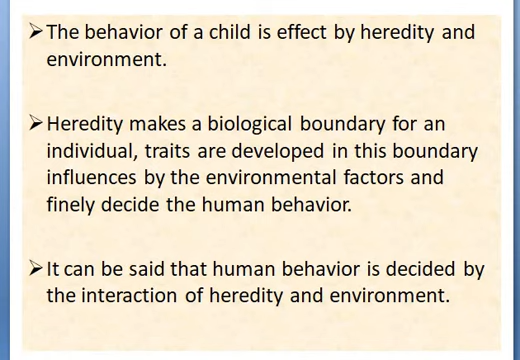 ➢The behavior of a child is effect by heredity and
environment.
➢Heredity makes a biological boundary for an
individual, traits are developed in this boundary
influences by the environmental factors and
finely decide the human behavior.
➢It can be said that human behavior is decided by
the interaction of heredity and environment.